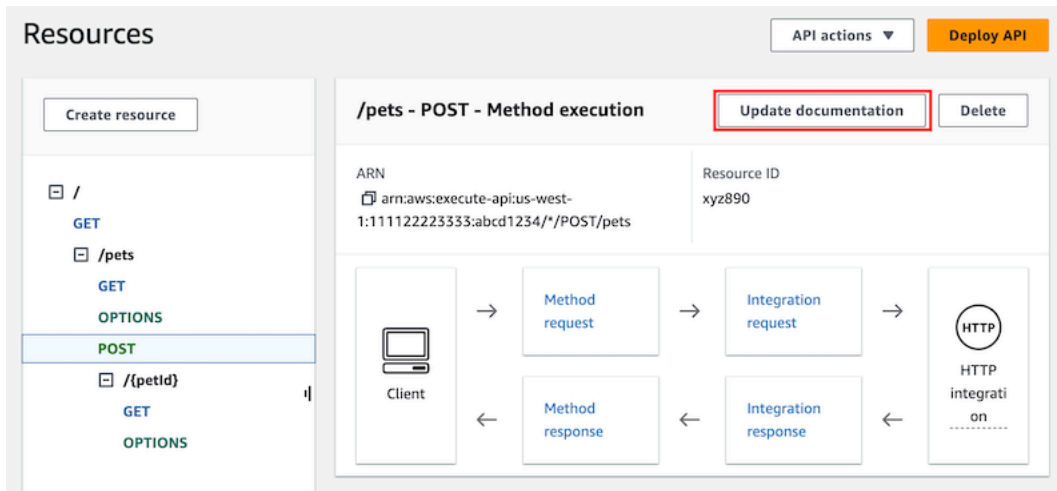 Resources
API actions ▼
Deploy API
Create resource
/
GET
/pets
GET
OPTIONS
POST
/{petId}
GET
OPTIONS
/pets - POST - Method execution
Update documentation
Delete
ARN
arn:aws:execute-api:us-west-
1:111122223333:abcd1234/*/POST/pets
Resource ID
xyz890
Client
Method
request
Integration
request
HTTP
HTTP
integrati
on
Method
response
Integration
response